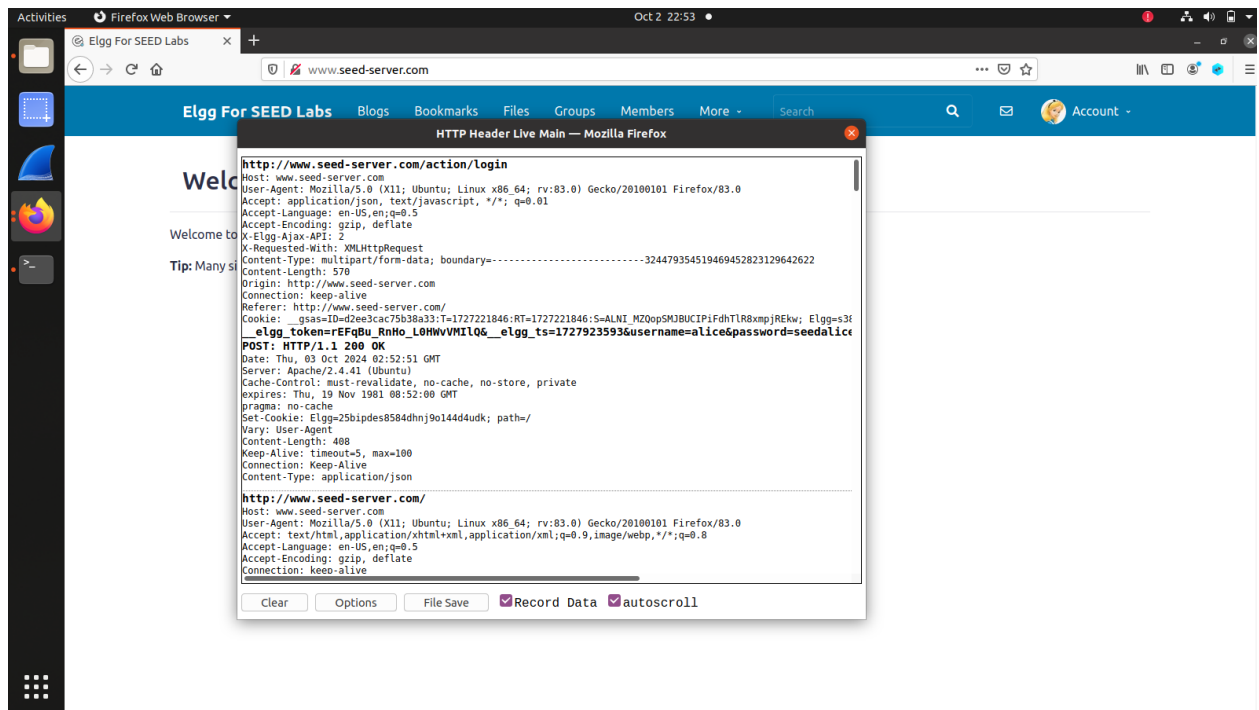 Activities Firefox Web Browser Oct 2 22:53
Elgg For SEED Labs
www.seed-server.com
Elgg For SEED Labs Blogs Bookmarks Files Groups Members More Search Account
HTTP Header Live Main — Mozilla Firefox
http://www.seed-server.com/action/login
Host: www.seed-server.com
User-Agent: Mozilla/5.0 (X11; Ubuntu; Linux x86_64; rv:83.0) Gecko/20100101 Firefox/83.0
Accept: application/json, text/javascript, */*; q=0.01
Accept-Language: en-US,en;q=0.5
Accept-Encoding: gzip, deflate
X-Elgg-Ajax-API: 2
X-Requested-With: XMLHttpRequest
Content-Type: multipart/form-data; boundary=---------------------------324479354519469452823129642622
Content-Length: 570
Origin: http://www.seed-server.com
Connection: keep-alive
Referer: http://www.seed-server.com/
Cookie: __gsas=ID=d2ee3cac75b38a33:T=1727221846:RT=1727221846:S=ALNI_MZQopSMJBUCIPiFdhTlR8xmpjREkw; Elgg=s38
__elgg_token=rEFqBu_RnHo_L0HWvVMIlQ&__elgg_ts=1727923593&username=alice&password=seedalice
POST: HTTP/1.1 200 OK
Date: Thu, 03 Oct 2024 02:52:51 GMT
Server: Apache/2.4.41 (Ubuntu)
Cache-Control: must-revalidate, no-cache, no-store, private
expires: Thu, 19 Nov 1981 08:52:00 GMT
pragma: no-cache
Set-Cookie: Elgg=25bipdes8584dhnj9o144d4udk; path=/
Vary: User-Agent
Content-Length: 408
Keep-Alive: timeout=5, max=100
Connection: Keep-Alive
Content-Type: application/json
http://www.seed-server.com/
Host: www.seed-server.com
User-Agent: Mozilla/5.0 (X11; Ubuntu; Linux x86_64; rv:83.0) Gecko/20100101 Firefox/83.0
Accept: text/html,application/xhtml+xml,application/xml;q=0.9,image/webp,*/*;q=0.8
Accept-Language: en-US,en;q=0.5
Accept-Encoding: gzip, deflate
Connection: keep-alive
Clear Options File Save Record Data autoscroll
Welc
Welcome to
Tip: Many si